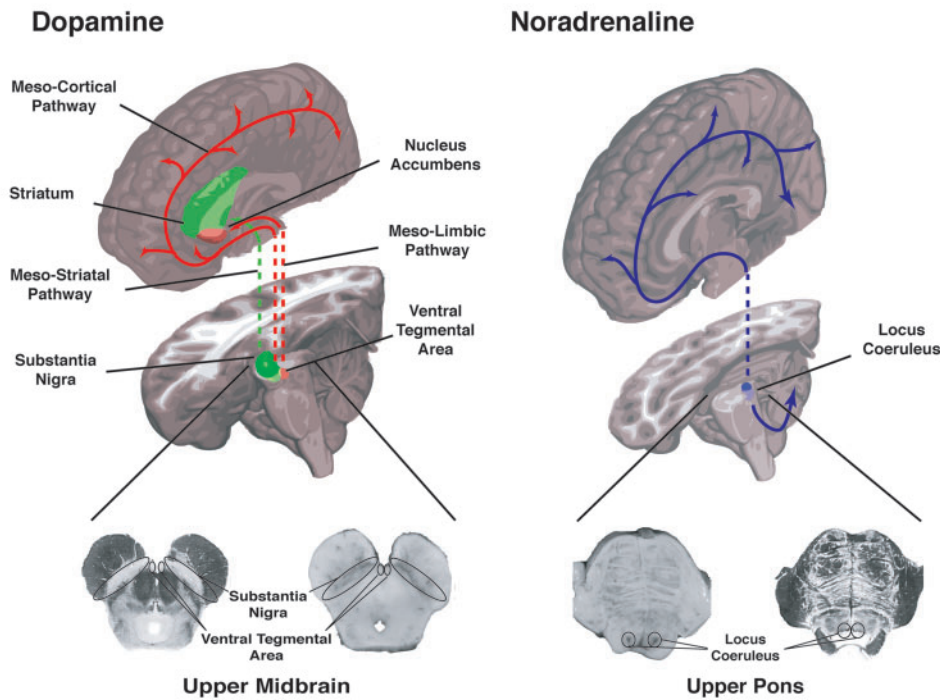 Dopamine
Noradrenaline
Meso-Cortical
Pathway
Nucleus
Accumbens
Striatum
Meso-Limbic
Pathway
Meso-Striatal
Pathway
Ventral
Tegmental
Area
Substantia
Nigra
Locus
Coeruleus
Substantia
Nigra
Ventral Tegmental
Area
Locus
Coeruleus
Upper Midbrain
Upper Pons